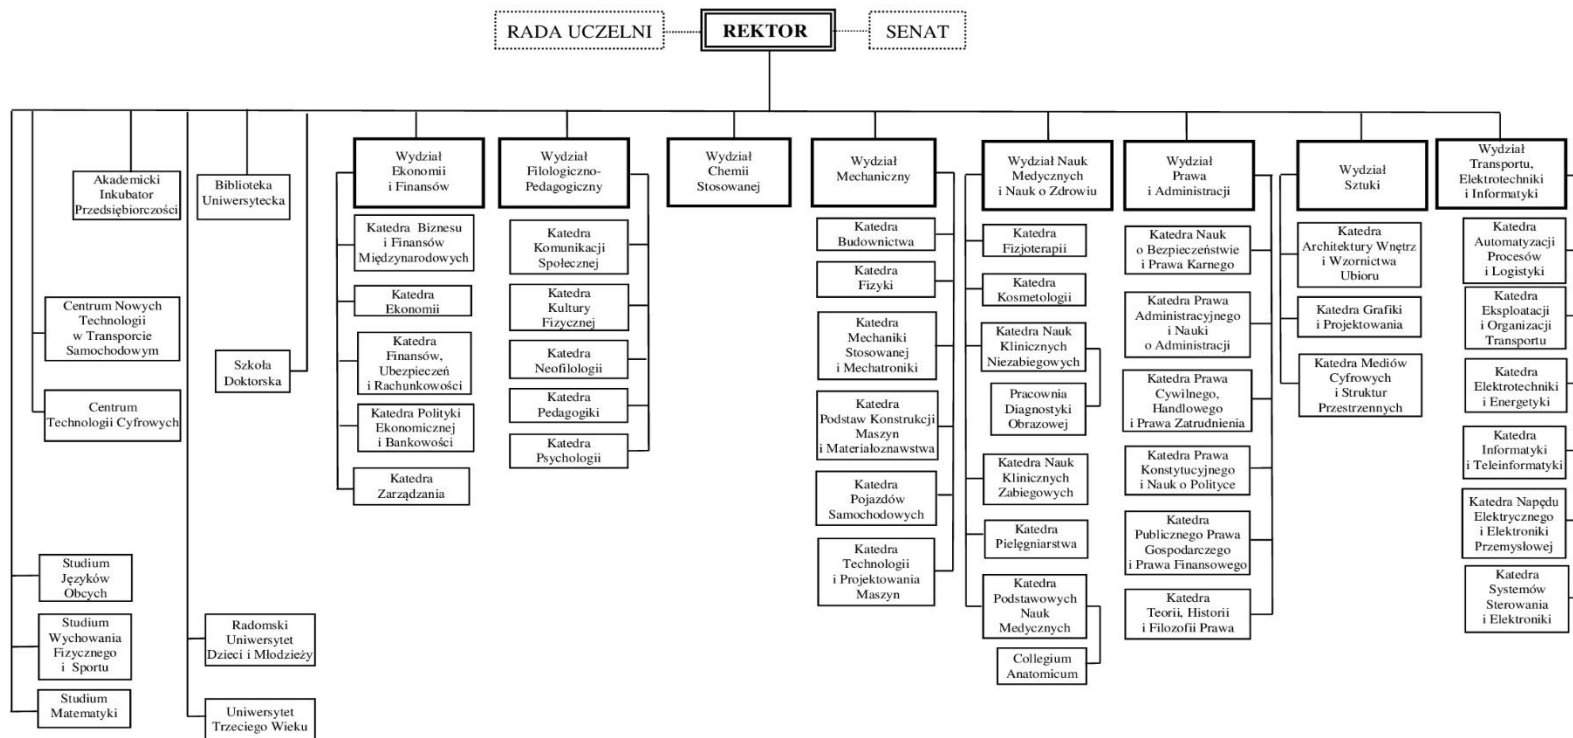 RADA UCZELNI
REKTOR
SENAT
Akademicki
Inkubator
Przedsiębiorczości
Biblioteka
Uniwersytecka
Centrum Nowych
Technologii
w Transporcie
Samochodowym
Szkoła
Doktorska
Centrum
Technologii Cyfrowych
Studium
Języków
Obcych
Studium
Wychowania
Fizycznego
i Sportu
Studium
Matematyki
Radomski
Uniwersytet
Dzieci i Młodzieży
Uniwersytet
Trzeciego Wieku
Wydział
Ekonomii
i Finansów
Katedra Biznesu
i Finansów
Międzynarodowych
Katedra
Ekonomii
Katedra
Finansów,
Ubezpieczeń
i Rachunkowości
Katedra Polityki
Ekonomicznej
i Bankowości
Katedra
Zarządzania
Wydział
Filologiczno-
Pedagogiczny
Katedra
Komunikacji
Społecznej
Katedra
Kultury
Fizycznej
Katedra
Neofilologii
Katedra
Pedagogiki
Katedra
Psychologii
Wydział
Chemii
Stosowanej
Wydział
Mechaniczny
Katedra
Budownictwa
Katedra
Fizyki
Katedra
Mechaniki
Stosowanej
i Mechatroniki
Katedra
Podstaw Konstrukcji
Maszyn
i Materiałoznawstwa
Katedra
Pojazdów
Samochodowych
Katedra
Technologii
i Projektowania
Maszyn
Wydział Nauk
Medycznych
i Nauk o Zdrowiu
Katedra
Fizjoterapii
Katedra
Kosmetologii
Katedra Nauk
Klinicznych
Niezabiegowych
Pracownia
Diagnostyki
Obrazowej
Katedra Nauk
Klinicznych
Zabiegowych
Katedra
Pielęgniarstwa
Katedra
Podstawowych
Nauk
Medycznych
Collegium
Anatomicum
Wydział
Prawa
i Administracji
Katedra Nauk
o Bezpieczeństwie
i Prawa Karnego
Katedra Prawa
Administracyjnego
i Nauki
o Administracji
Katedra Prawa
Cywilnego,
Handlowego
i Prawa Zatrudnienia
Katedra Prawa
Konstytucyjnego
i Nauk o Polityce
Katedra
Publicznego Prawa
Gospodarczego
i Prawa Finansowego
Katedra
Teorii, Historii
i Filozofii Prawa
Wydział
Sztuki
Katedra
Architektury Wnętrz
i Wzornictwa
Ubioru
Katedra Grafiki
i Projektowania
Katedra Mediów
Cyfrowych
i Struktur
Przestrzennych
Wydział
Transportu,
Elektrotechniki
i Informatyki
Katedra
Automatyzacji
Procesów
i Logistyki
Katedra
Eksploatacji
i Organizacji
Transportu
Katedra
Elektrotechniki
i Energetyki
Katedra
Informatyki
i Teleinformatyki
Katedra Napędu
Elektrycznego
i Elektroniki
Przemysłowej
Katedra
Systemów
Sterowania
i Elektroniki